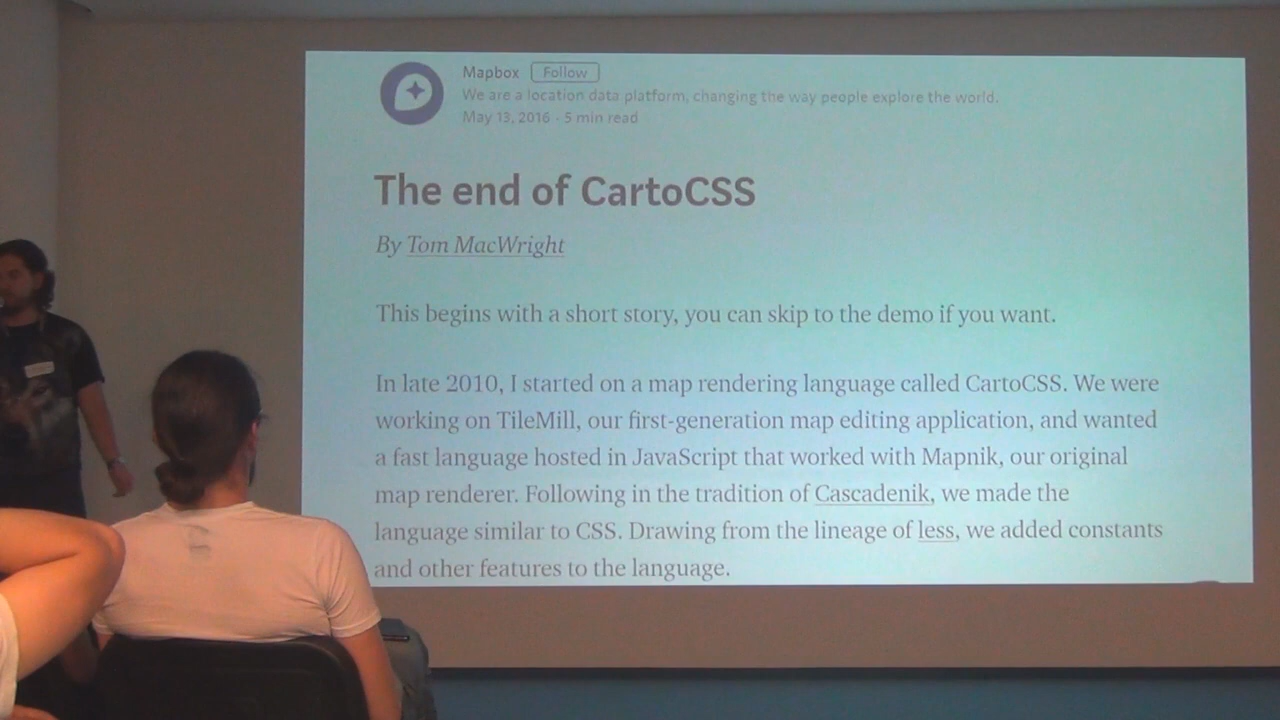 Mapbox Follow
We are a location data platform, changing the way people explore the world.
May 13, 2016 · 5 min read
The end of CartoCSS
By Tom MacWright
This begins with a short story, you can skip to the demo if you want.
In late 2010, I started on a map rendering language called CartoCSS. We were
working on TileMill, our first-generation map editing application, and wanted
a fast language hosted in JavaScript that worked with Mapnik, our original
map renderer. Following in the tradition of Cascadenik, we made the
language similar to CSS. Drawing from the lineage of less, we added constants
and other features to the language.